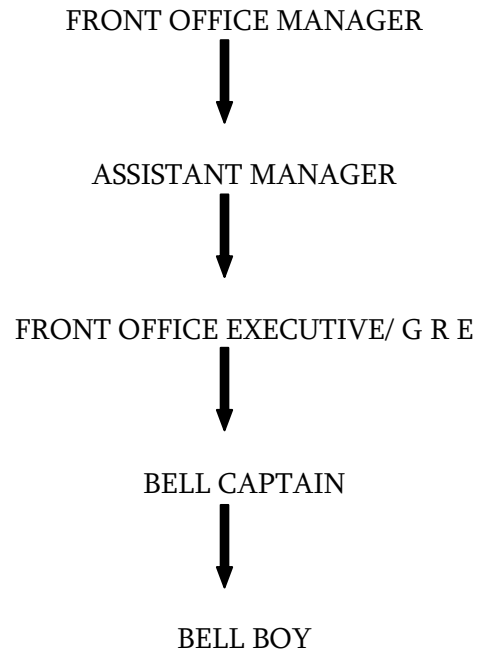 FRONT OFFICE MANAGER
ASSISTANT MANAGER
FRONT OFFICE EXECUTIVE/ G R E
BELL CAPTAIN
BELL BOY